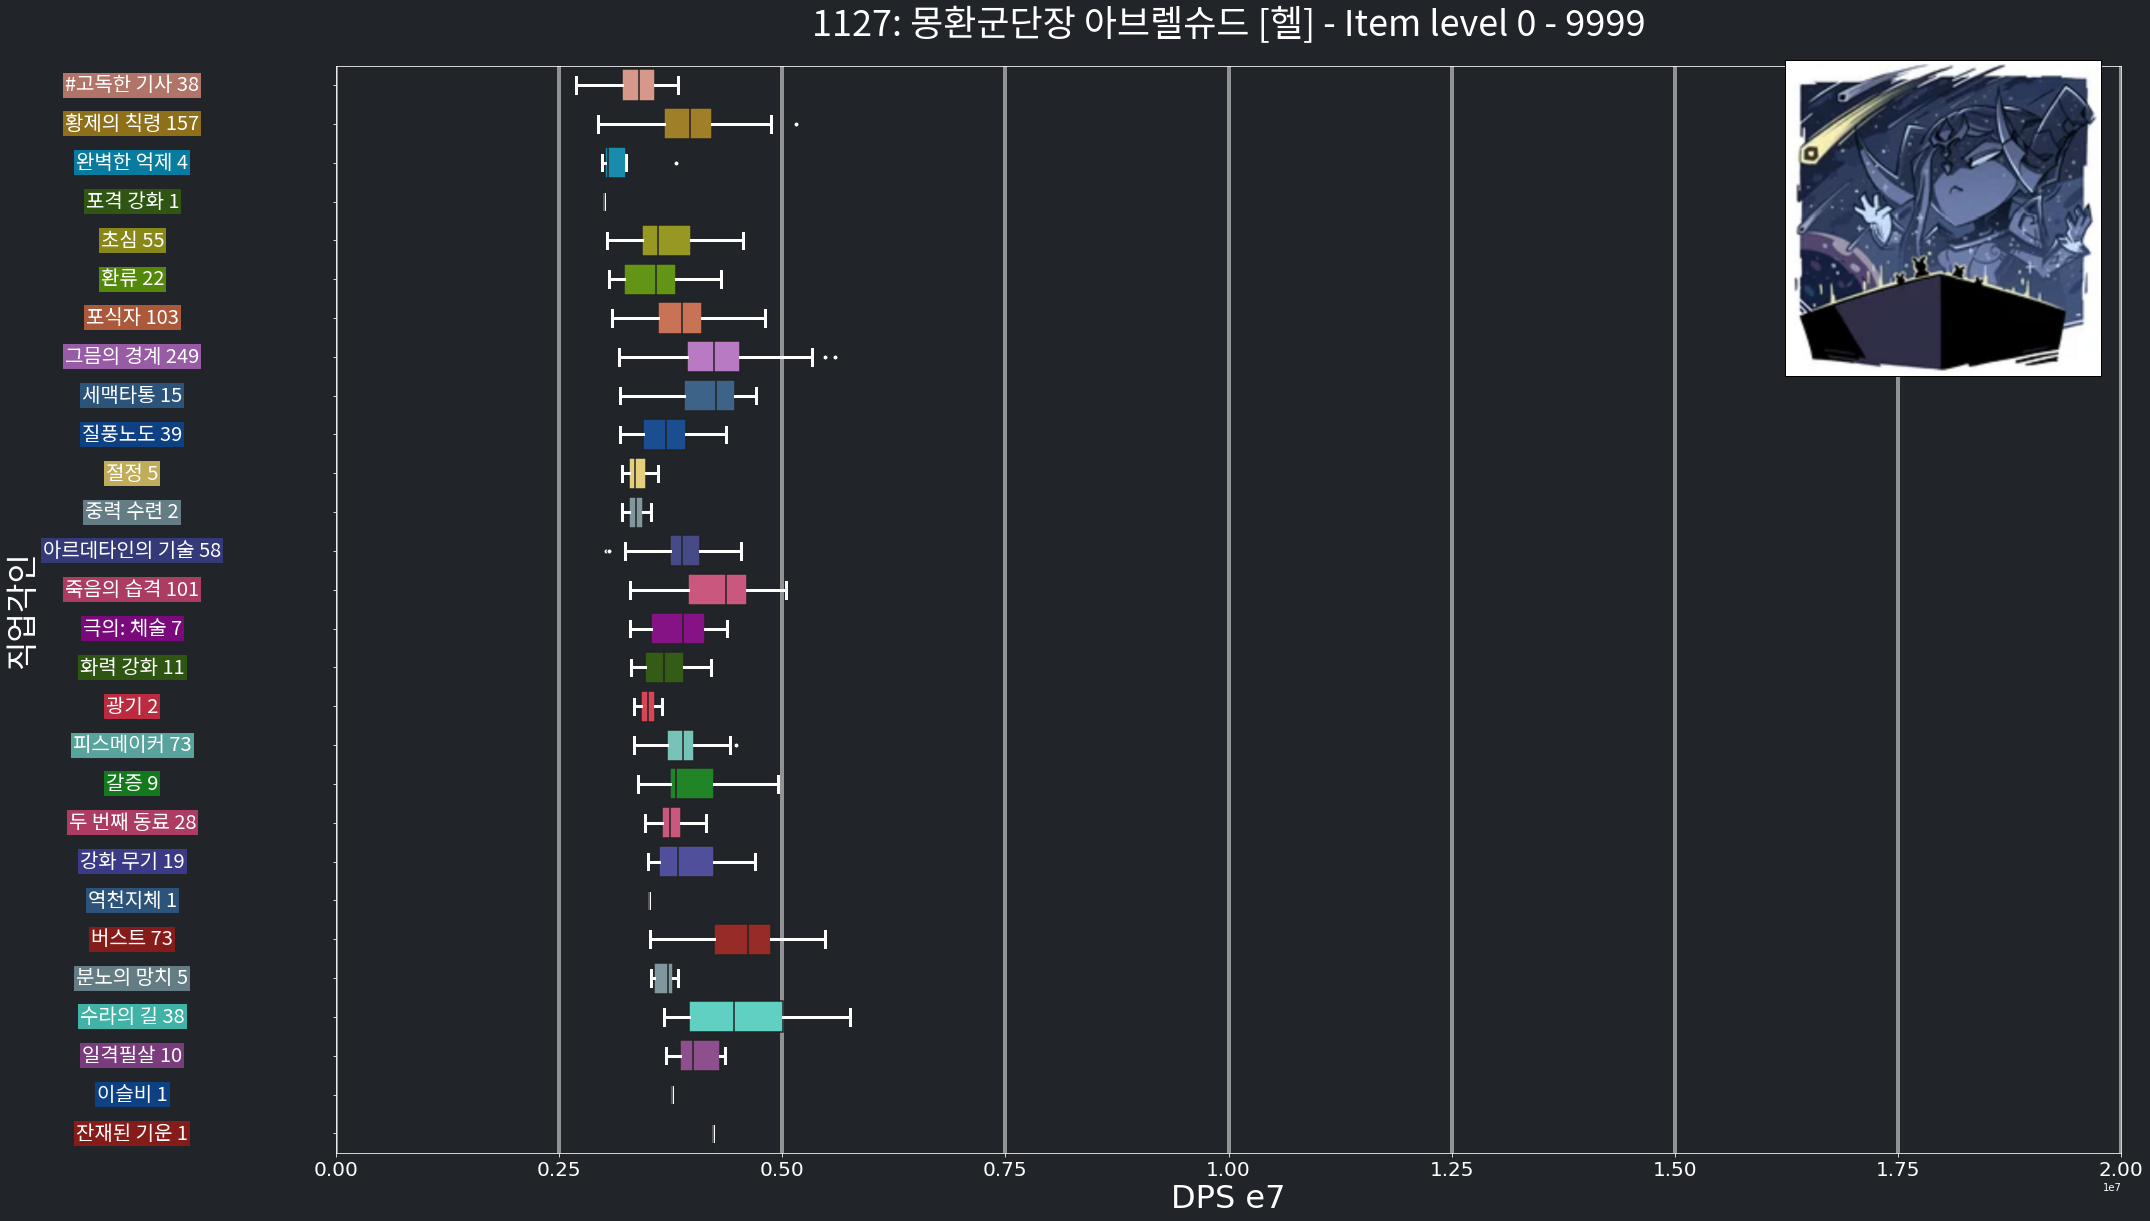 1127: 몽환군단장 아브렐슈드 [헬] - Item level 0 - 9999
#고독한 기사 38
황제의 칙령 157
완벽한 억제 4
포격 강화 1
초심 55
환류 22
포식자 103
그믐의 경계 249
세맥타통 15
질풍노도 39
절정 5
중력 수련 2
아르데타인의 기술 58
죽음의 습격 101
극의: 체술 7
화력 강화 11
광기 2
피스메이커 73
갈증 9
두 번째 동료 28
강화 무기 19
역천지체 1
버스트 73
분노의 망치 5
수라의 길 38
일격필살 10
이슬비 1
잔재된 기운 1
직업각인
0.00 0.25 0.50 0.75 1.00 1.25 1.50 1.75 2.00
1e7
DPS e7